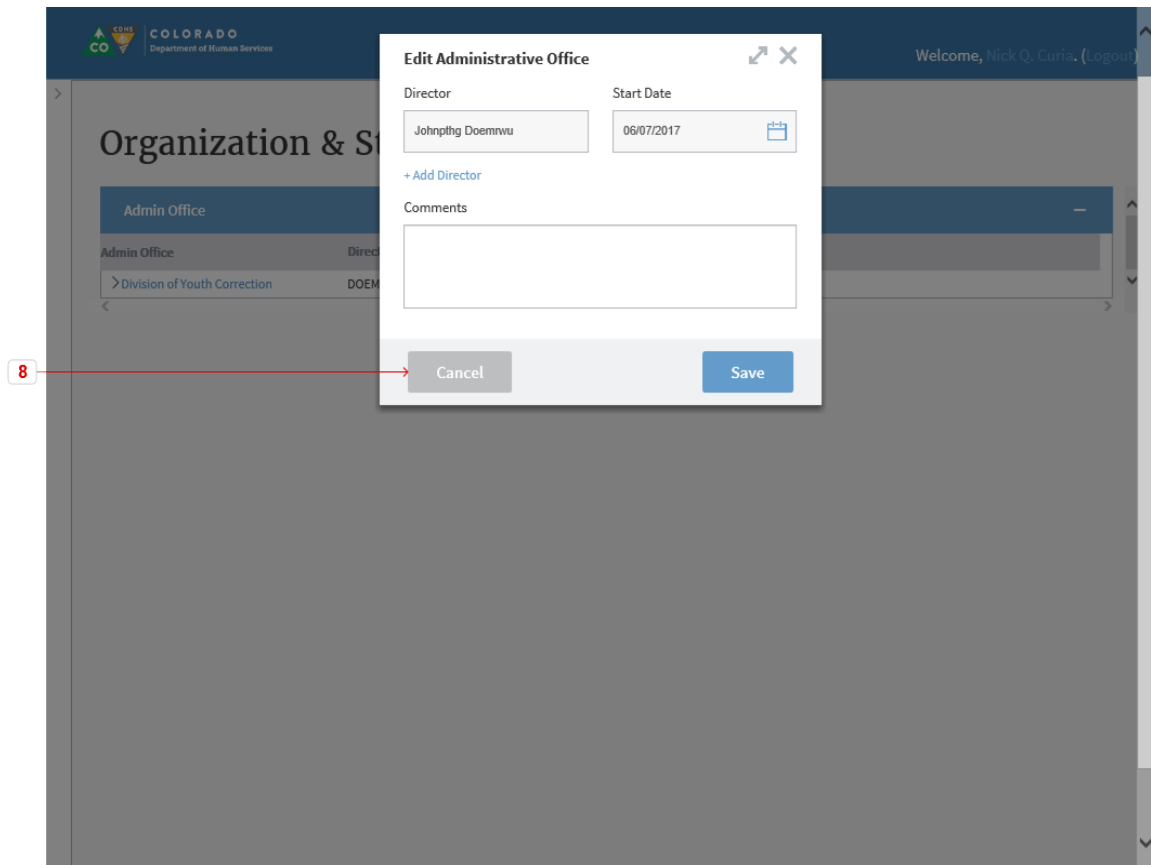 CDHS
CO
COLORADO
Department of Human Services
Welcome, Nick Q. Curia. (Logout)
Edit Administrative Office
Director
Start Date
Johnpthg Doemrwu
06/07/2017
+ Add Director
Comments
Organization & St
Admin Office
Admin Office
Direct
Division of Youth Correction
DOEM
8
Cancel
Save